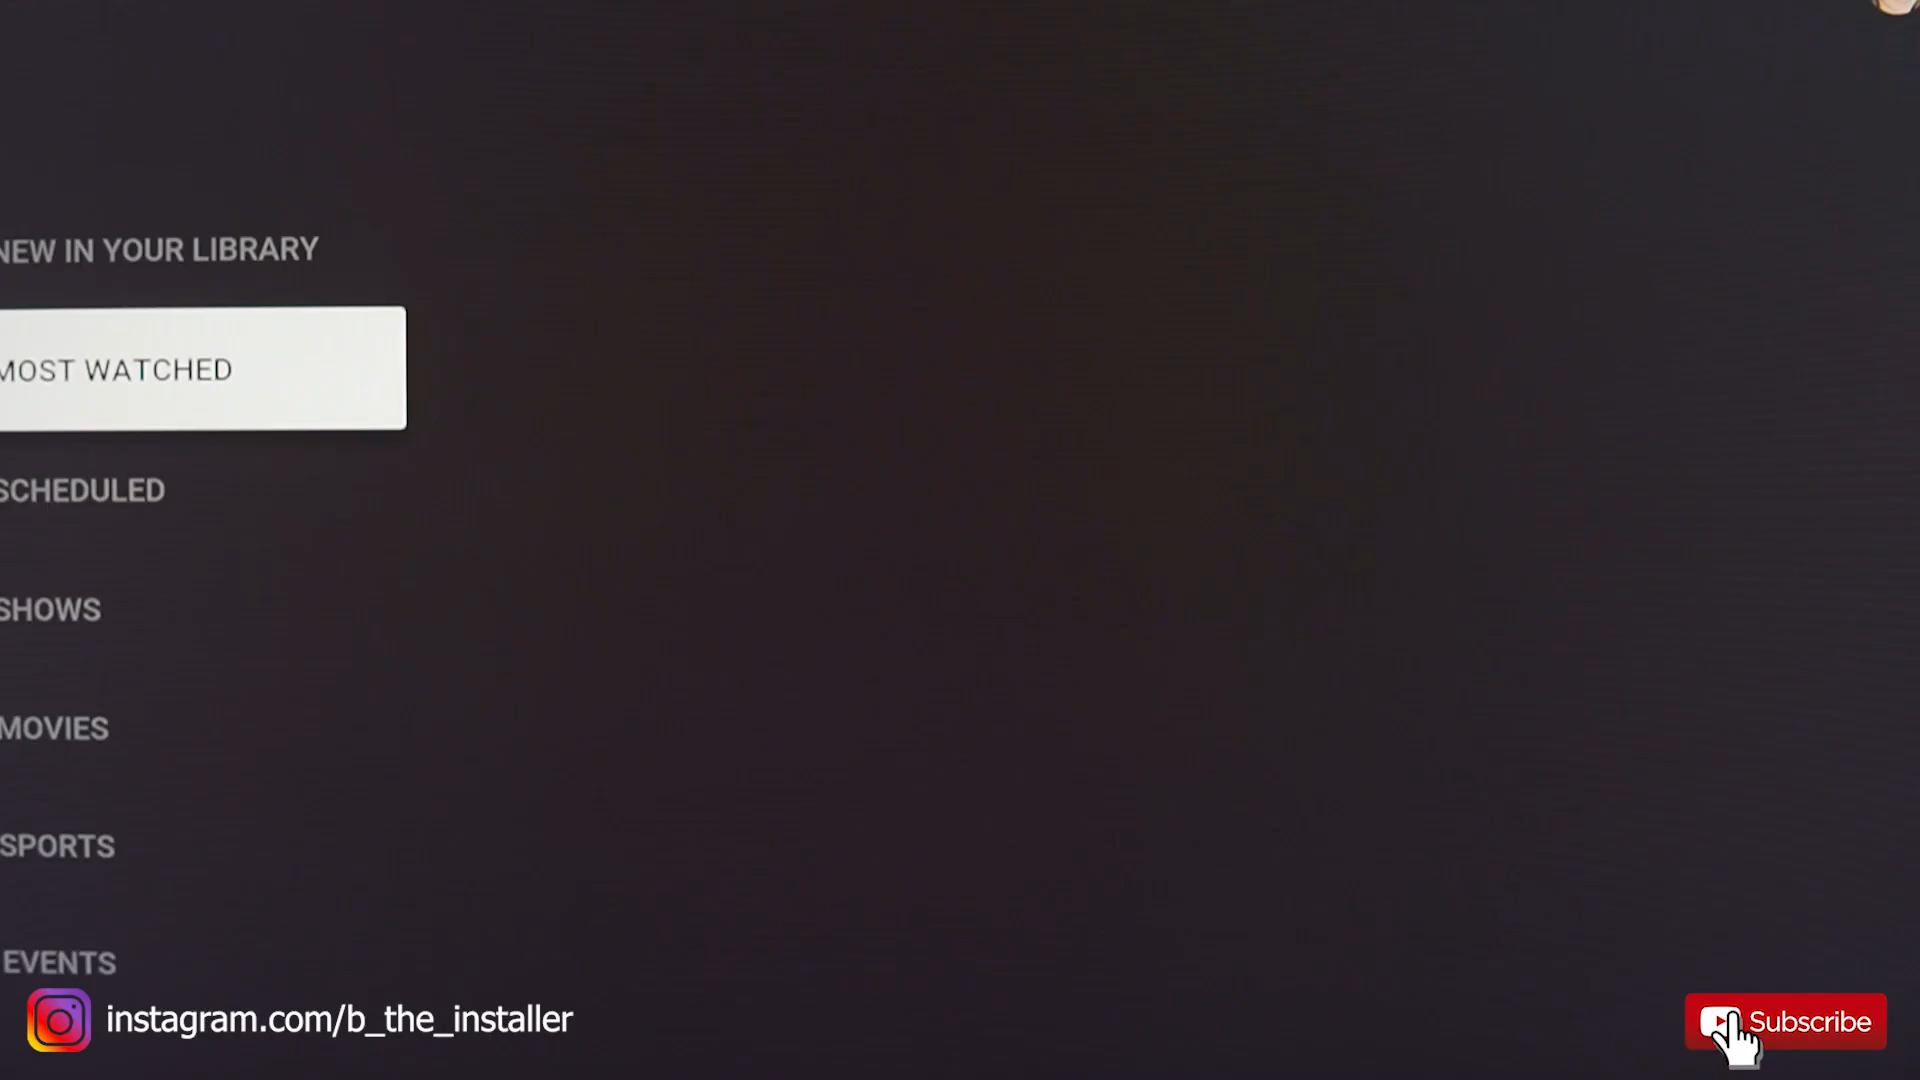 NEW IN YOUR LIBRARY
MOST WATCHED
SCHEDULED
SHOWS
MOVIES
SPORTS
EVENTS
instagram.com/b_the_installer
Subscribe